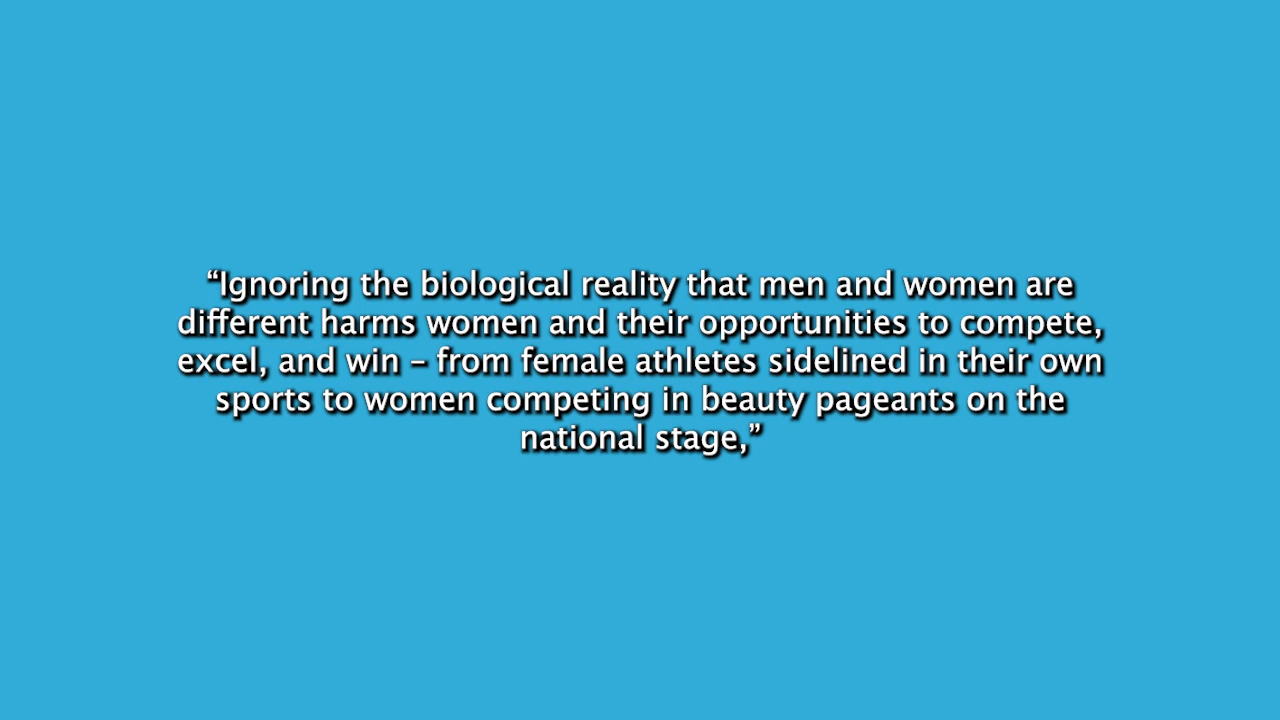 “Ignoring the biological reality that men and women are
different harms women and their opportunities to compete,
excel, and win – from female athletes sidelined in their own
sports to women competing in beauty pageants on the
national stage,”